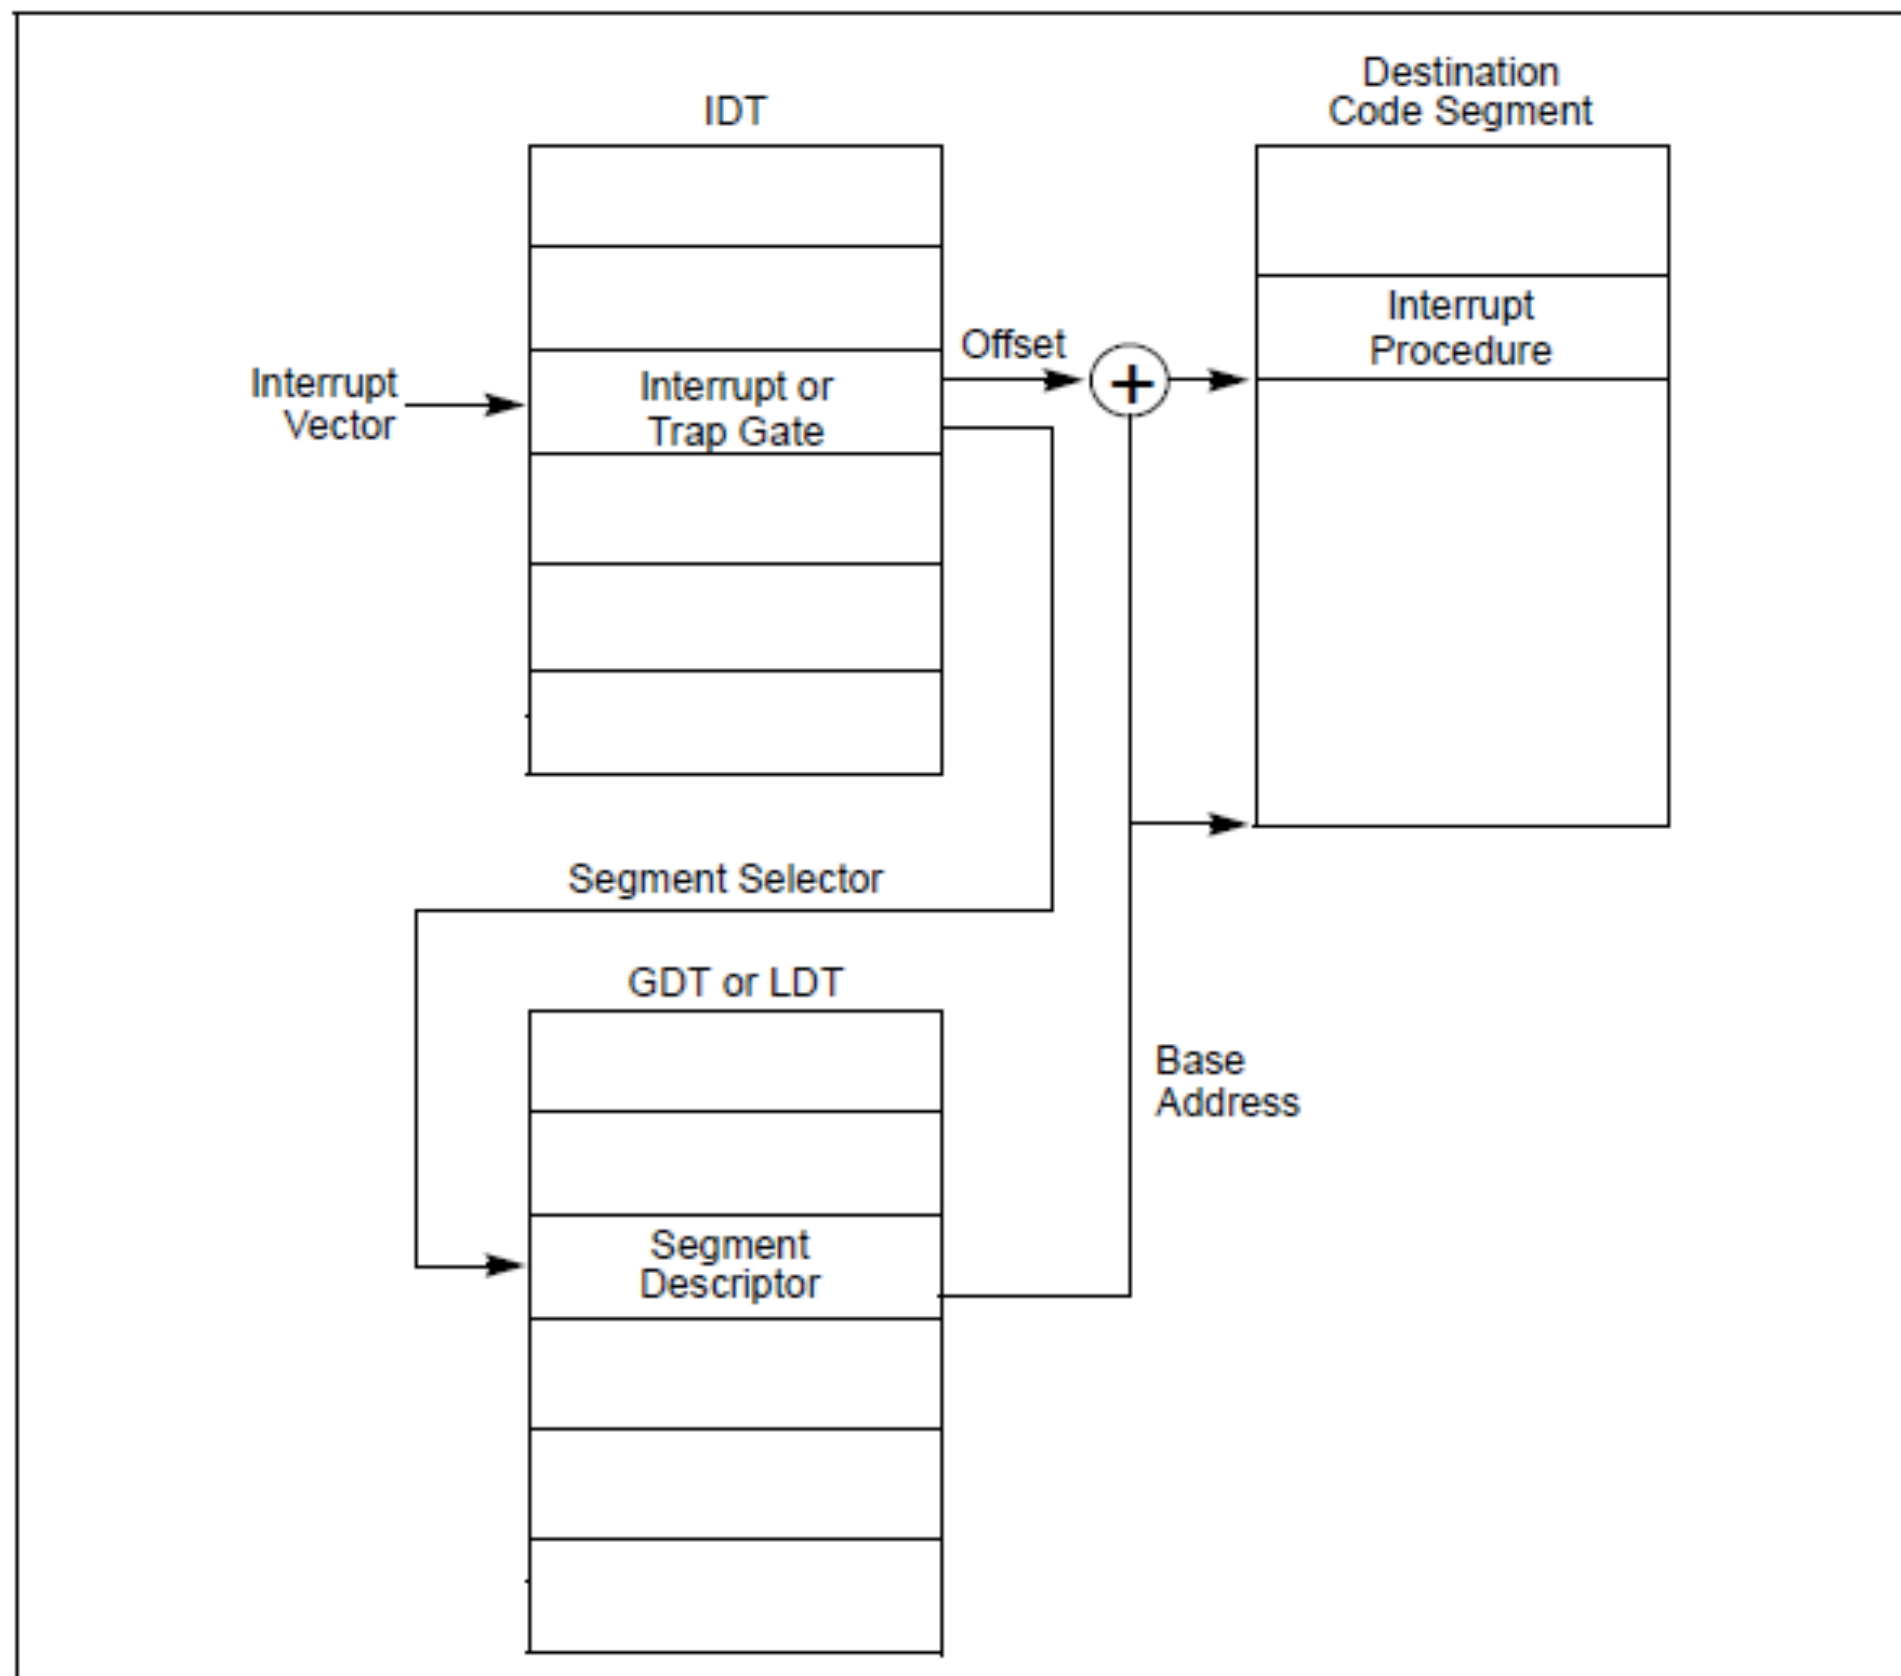 IDT
Destination
Code Segment
Interrupt
Vector
Interrupt or
Trap Gate
Offset
+
Interrupt
Procedure
Segment Selector
GDT or LDT
Segment
Descriptor
Base
Address